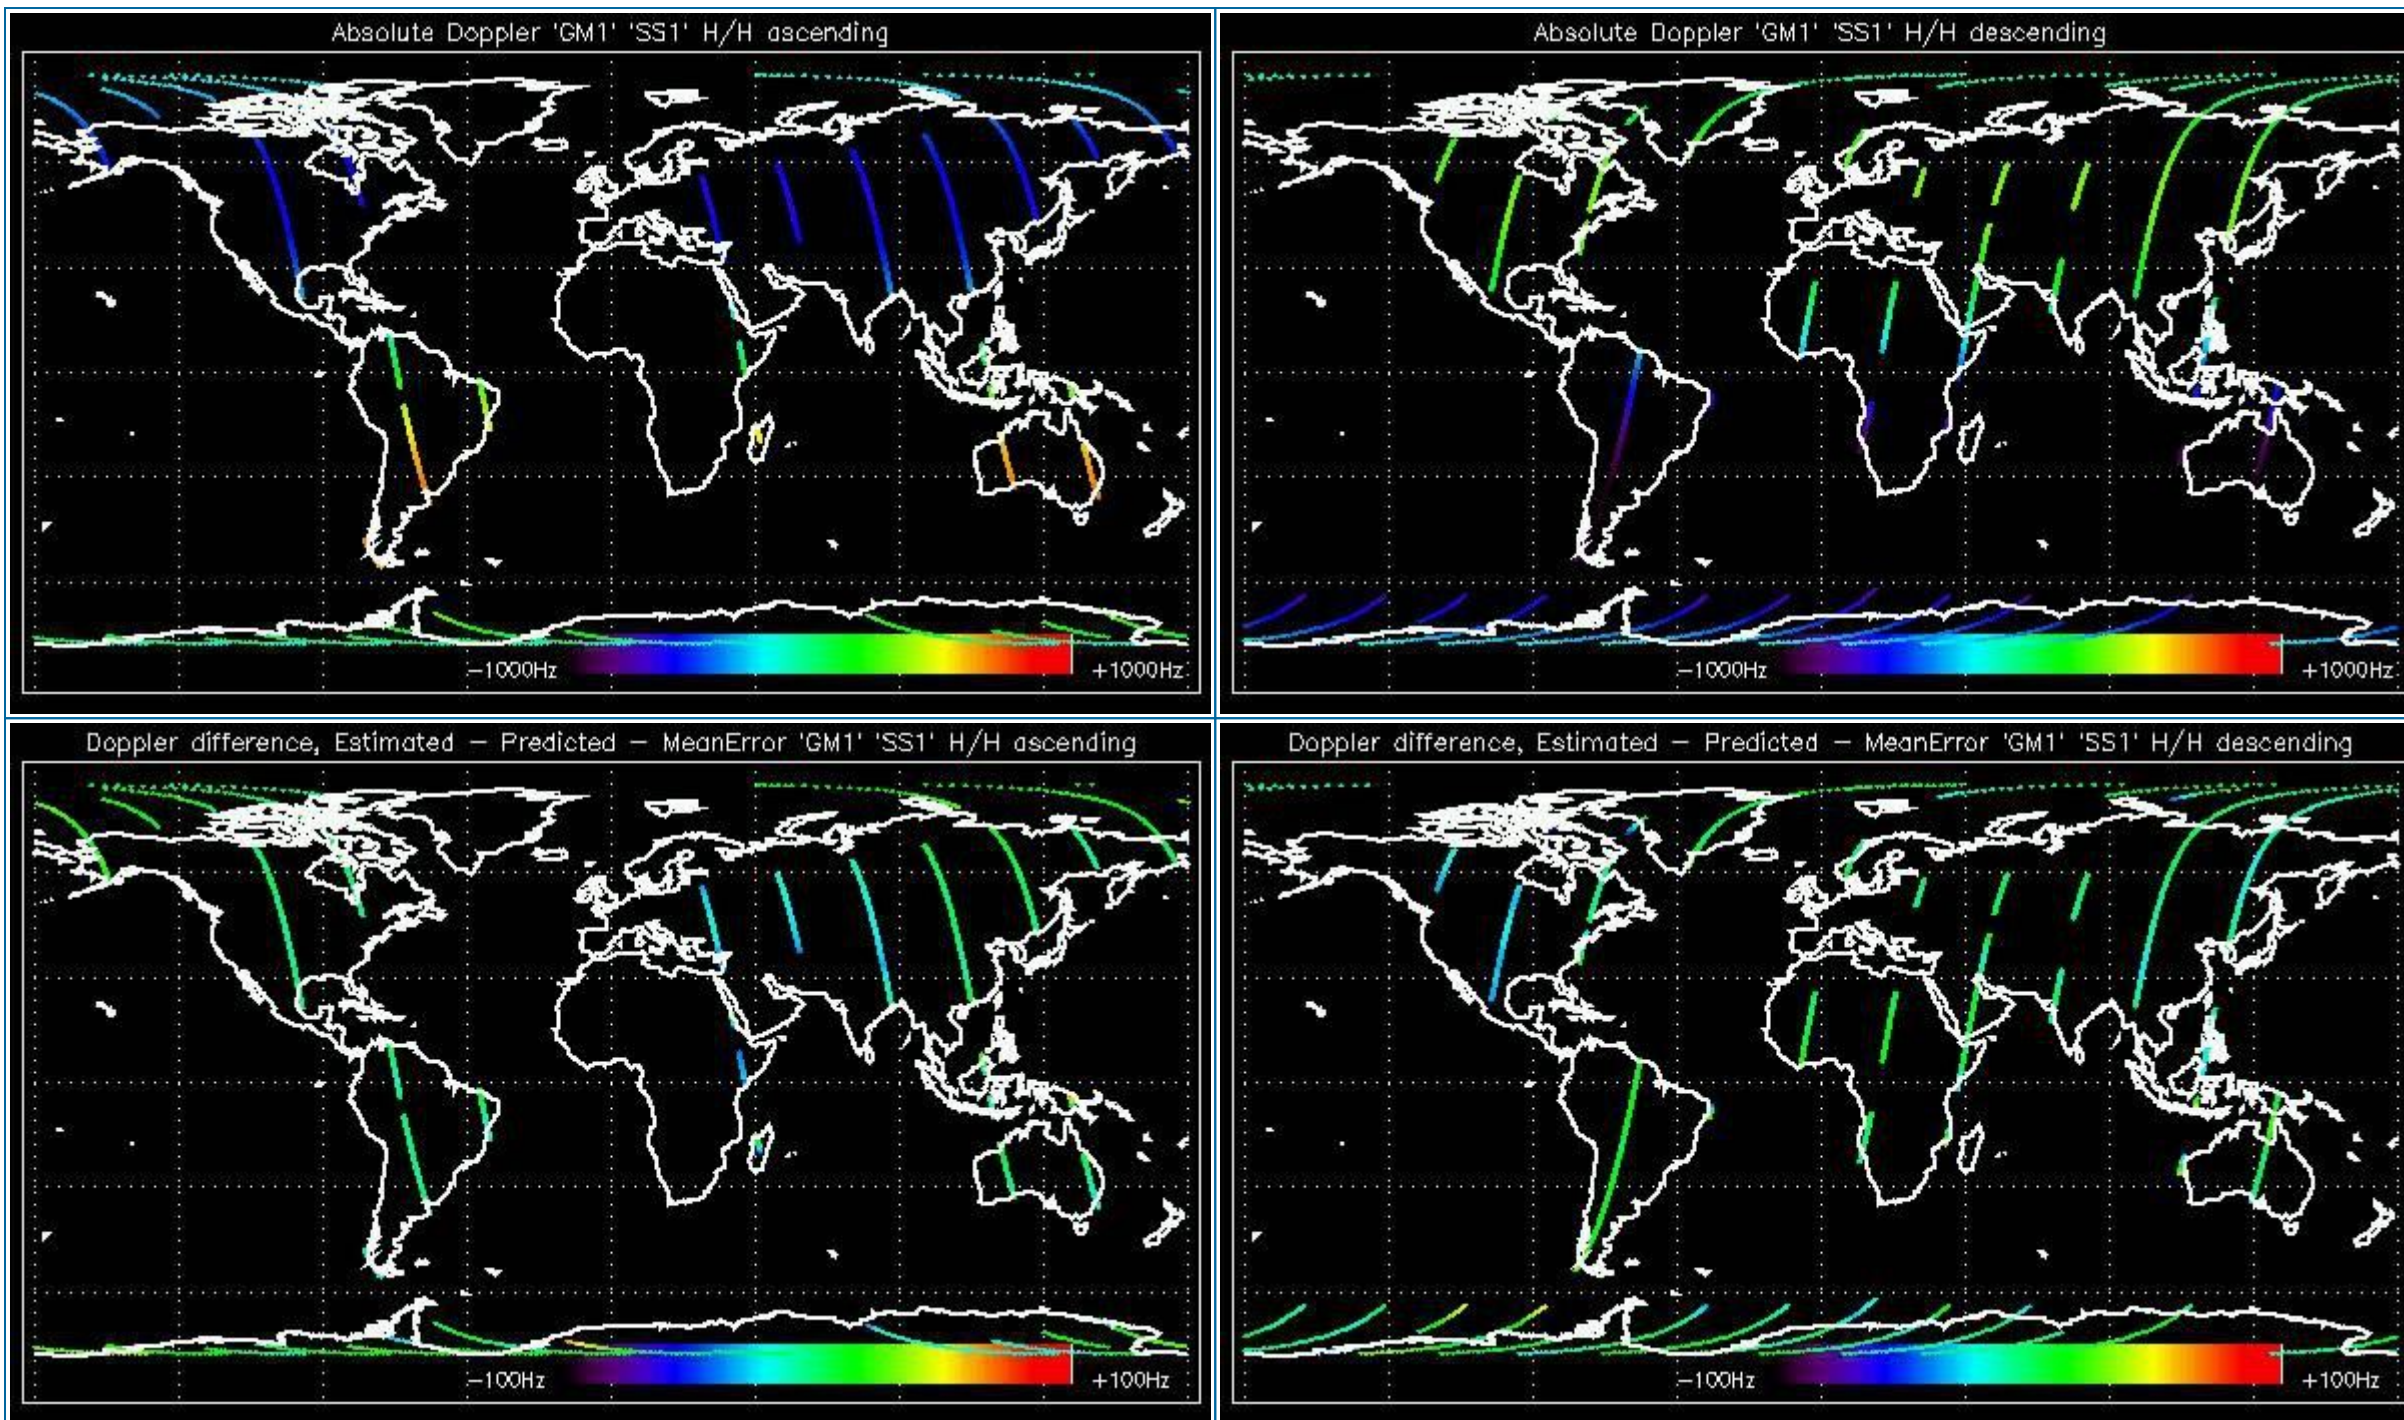 Absolute Doppler 'GM1' 'SS1' H/H ascending
-1000Hz +1000Hz
Absolute Doppler 'GM1' 'SS1' H/H descending
-1000Hz +1000Hz
Doppler difference, Estimated - Predicted - MeanError 'GM1' 'SS1' H/H ascending
-100Hz +100Hz
Doppler difference, Estimated - Predicted - MeanError 'GM1' 'SS1' H/H descending
-100Hz +100Hz